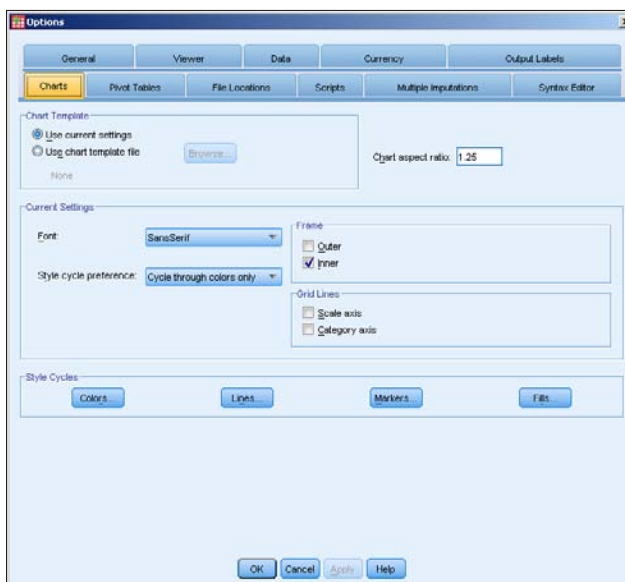 Options
General Viewer Data Currency Output Labels
Charts Pivot Tables File Locations Scripts Multiple Imputations Syntax Editor
Chart Template
Use current settings
Use chart template file Browse...
None
Chart aspect ratio: 1.25
Current Settings
Font: SansSerif
Style cycle preference: Cycle through colors only
Frame
Outer
Inner
Grid Lines
Scale axis
Category axis
Style Cycles
Colors... Lines... Markers... Fills...
OK Cancel Apply Help